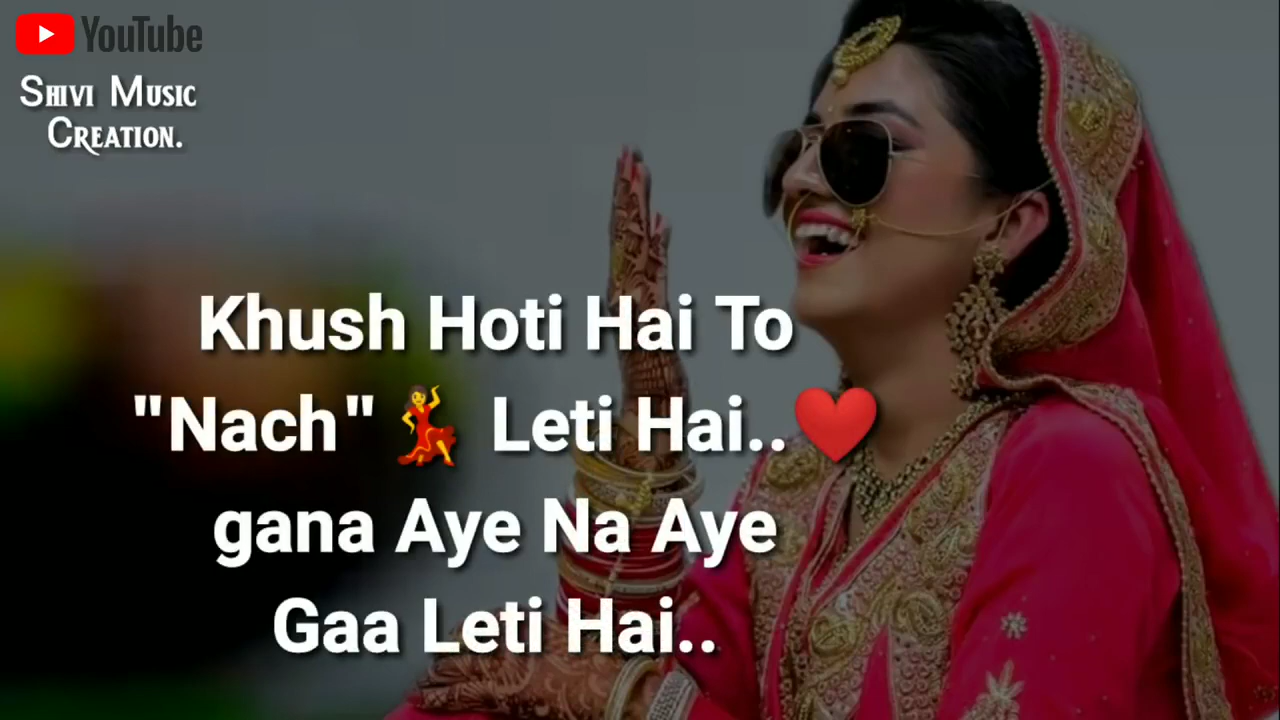 YouTube
Shivi Music
Creation.
Khush Hoti Hai To
"Nach"💃 Leti Hai..❤️
gana Aye Na Aye
Gaa Leti Hai..